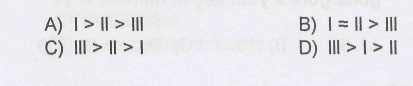 A) I > II > III B) I = II > III
C) III > II > I D) III > I > II